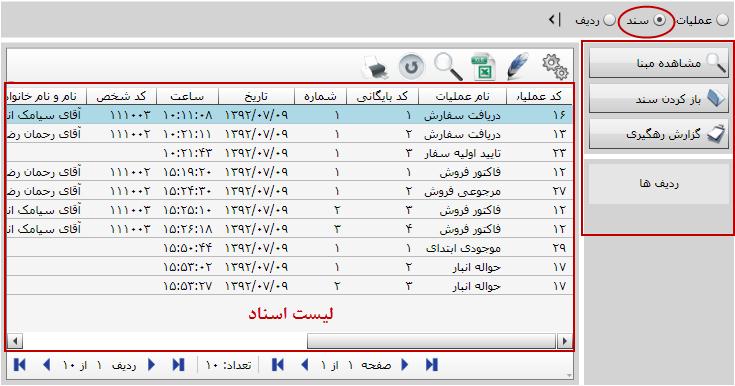 عملیات سند ردیف
مشاهده مبنا
باز کردن سند
گزارش رهگیری
ردیف ها
کد عملیات نام عملیات کد بایگانی شماره تاریخ ساعت کد شخص نام و نام خانواد
۱۶ دریافت سفارش ۱ ۱ ۱۳۹۲/۰۷/۰۹ ۱۰:۱۱:۰۸ ۱۱۱۰۰۳ آقای سیامک ان
۱۳ دریافت سفارش ۲ ۱ ۱۳۹۲/۰۷/۰۹ ۱۰:۲۱:۱۱ ۱۱۱۰۰۲ آقای رحمان رض
۲۳ تایید اولیه سفار ۳ ۱ ۱۳۹۲/۰۷/۰۹ ۱۰:۲۱:۴۳
۱۲ فاکتور فروش ۱ ۱ ۱۳۹۲/۰۷/۰۹ ۱۵:۱۹:۲۰ ۱۱۱۰۰۲ آقای رحمان رض
۲۷ مرجوعی فروش ۲ ۱ ۱۳۹۲/۰۷/۰۹ ۱۵:۲۴:۳۰ ۱۱۱۰۰۲ آقای رحمان رض
۱۲ فاکتور فروش ۳ ۲ ۱۳۹۲/۰۷/۰۹ ۱۵:۲۵:۱۰ ۱۱۱۰۰۳ آقای سیامک ان
۱۲ فاکتور فروش ۴ ۳ ۱۳۹۲/۰۷/۰۹ ۱۵:۲۶:۱۸ ۱۱۱۰۰۳ آقای سیامک ان
۲۹ موجودی ابتدای ۱ ۱ ۱۳۹۲/۰۷/۰۹ ۱۵:۵۰:۴۴
۱۷ حواله انبار ۲ ۱ ۱۳۹۲/۰۷/۰۹ ۱۵:۵۳:۰۲
۱۷ حواله انبار ۳ ۲ ۱۳۹۲/۰۷/۰۹ ۱۵:۵۳:۲۷
لیست اسناد
صفحه ۱ از ۱ تعداد: ۱۰ ردیف ۱ از ۱۰